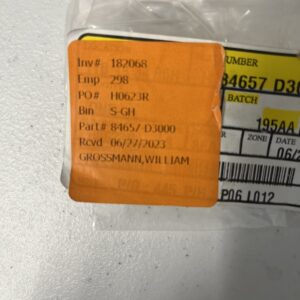 Inv# 182068
Emp 298
PO# H0623R
Bin S-GH
Part# 84657 D3000
Rcvd 06/27/2023
GROSSMANN,WILLIAM
NUMBER
84657 D30
BATCH
195AA
ZONE DATE
06/2
P06 L012